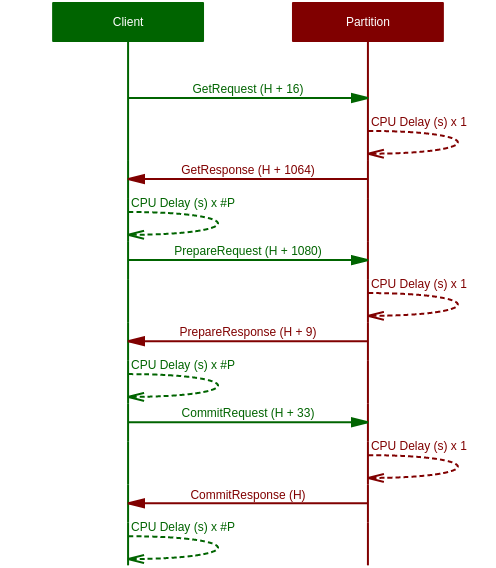 Client
Partition
GetRequest (H + 16)
CPU Delay (s) x 1
GetResponse (H + 1064)
CPU Delay (s) x #P
PrepareRequest (H + 1080)
CPU Delay (s) x 1
PrepareResponse (H + 9)
CPU Delay (s) x #P
CommitRequest (H + 33)
CPU Delay (s) x 1
CommitResponse (H)
CPU Delay (s) x #P